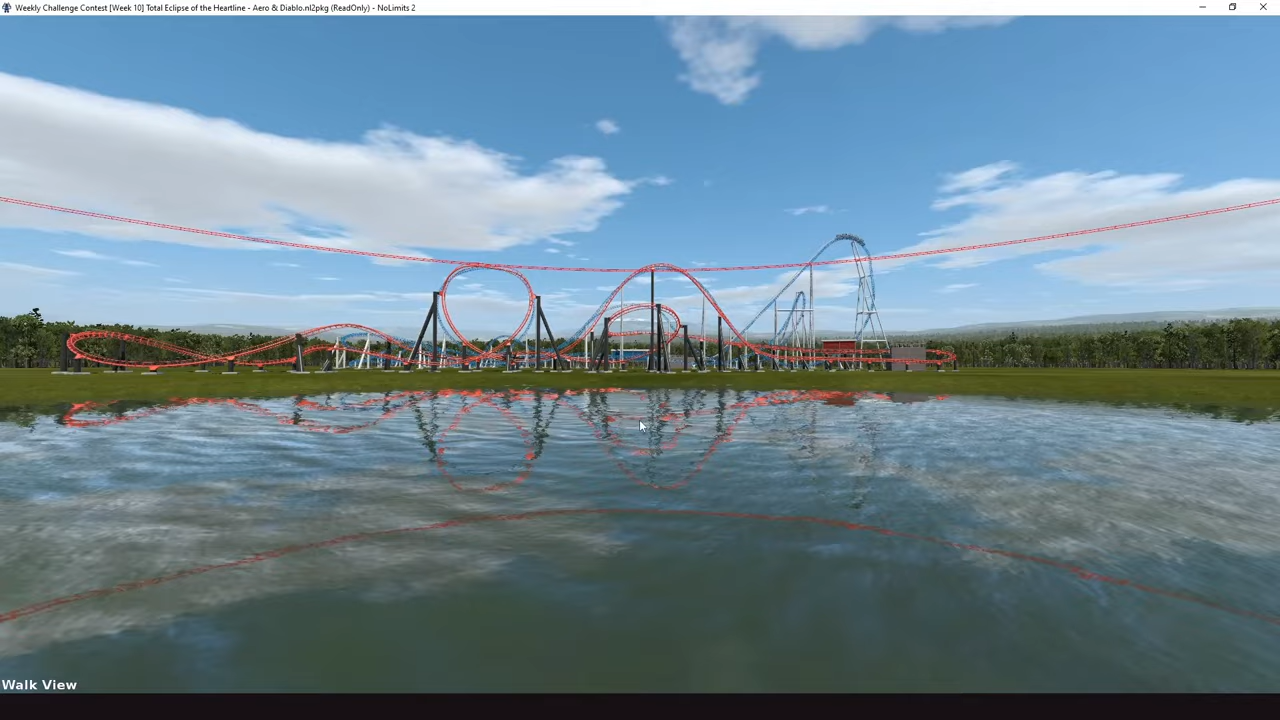 Weekly Challenge Contest [Week 10] Total Eclipse of the Heartline - Aero & Diablo.nl2pkg (ReadOnly) - NoLimits 2
Walk View